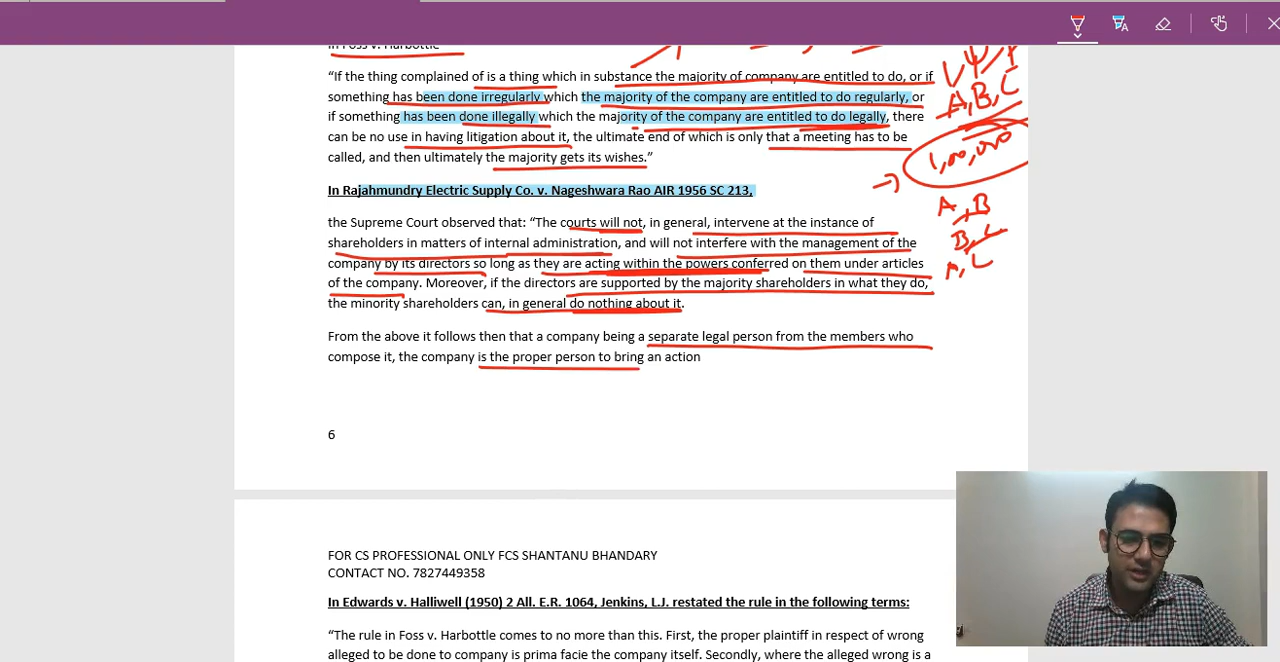 In Foss v. Harbottle
"If the thing complained of is a thing which in substance the majority of company are entitled to do, or if
something has been done irregularly which the majority of the company are entitled to do regularly, or
if something has been done illegally which the majority of the company are entitled to do legally, there
can be no use in having litigation about it, the ultimate end of which is only that a meeting has to be
called, and then ultimately the majority gets its wishes."
A, B, C
1,00,000
In Rajahmundry Electric Supply Co. v. Nageshwara Rao AIR 1956 SC 213,
A, B
B, C
A, C
the Supreme Court observed that: "The courts will not, in general, intervene at the instance of
shareholders in matters of internal administration, and will not interfere with the management of the
company by its directors so long as they are acting within the powers conferred on them under articles
of the company. Moreover, if the directors are supported by the majority shareholders in what they do,
the minority shareholders can, in general do nothing about it.
From the above it follows then that a company being a separate legal person from the members who
compose it, the company is the proper person to bring an action
6
FOR CS PROFESSIONAL ONLY FCS SHANTANU BHANDARY
CONTACT NO. 7827449358
In Edwards v. Halliwell (1950) 2 All. E.R. 1064, Jenkins, L.J. restated the rule in the following terms:
"The rule in Foss v. Harbottle comes to no more than this. First, the proper plaintiff in respect of wrong
alleged to be done to company is prima facie the company itself. Secondly, where the alleged wrong is a